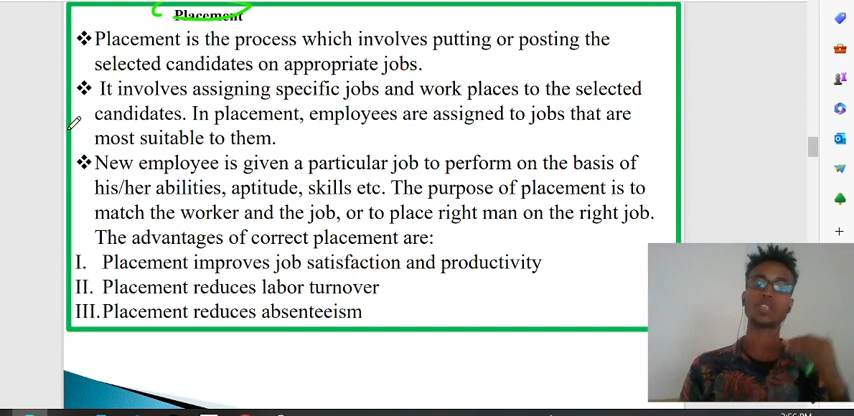 Placement
❖Placement is the process which involves putting or posting the
selected candidates on appropriate jobs.
❖ It involves assigning specific jobs and work places to the selected
candidates. In placement, employees are assigned to jobs that are
most suitable to them.
❖New employee is given a particular job to perform on the basis of
his/her abilities, aptitude, skills etc. The purpose of placement is to
match the worker and the job, or to place right man on the right job.
The advantages of correct placement are:
I. Placement improves job satisfaction and productivity
II. Placement reduces labor turnover
III.Placement reduces absenteeism